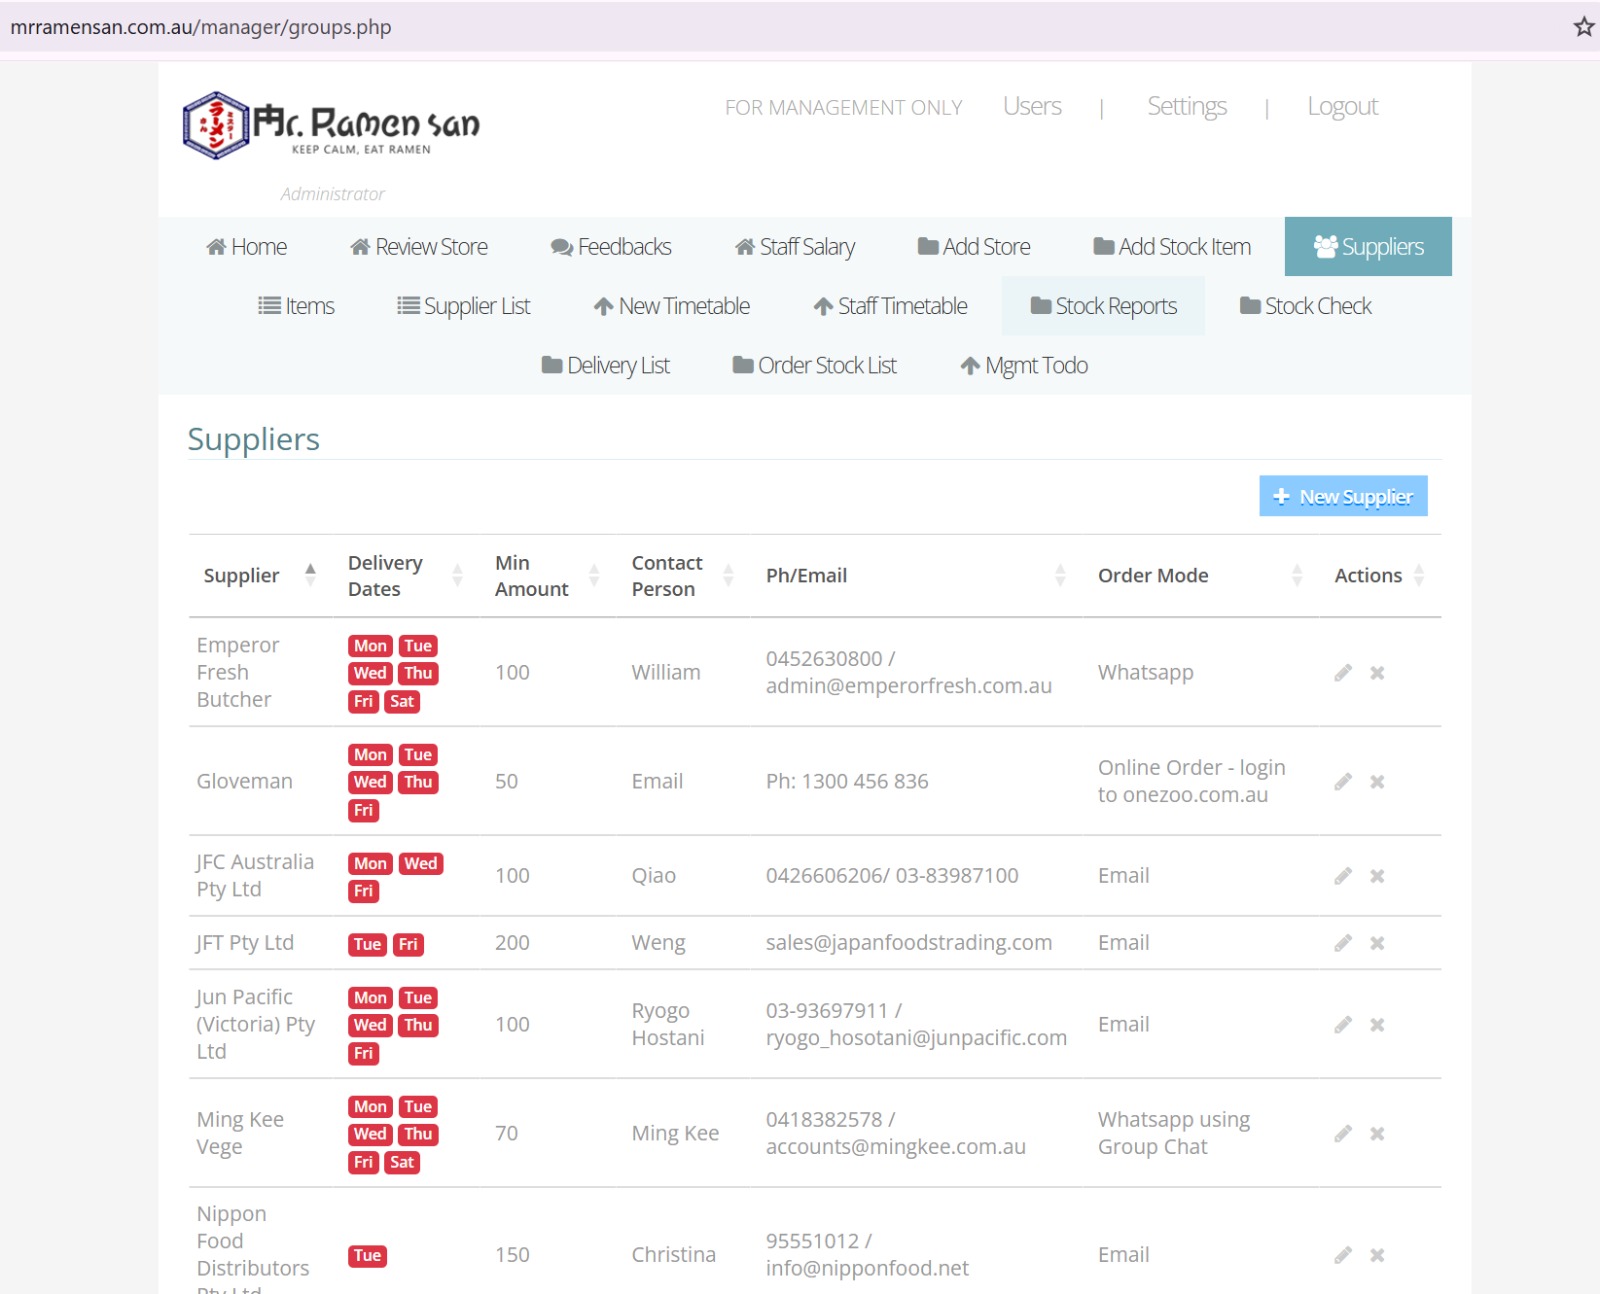 mrramensan.com.au/manager/groups.php
Mr. Ramen san
KEEP CALM, EAT RAMEN
FOR MANAGEMENT ONLY Users | Settings | Logout
Administrator
Home Review Store Feedbacks Staff Salary Add Store Add Stock Item Suppliers
Items Supplier List New Timetable Staff Timetable Stock Reports Stock Check
Delivery List Order Stock List Mgmt Todo
Suppliers
New Supplier
Supplier Delivery Dates Min Amount Contact Person Ph/Email Order Mode Actions
Emperor Fresh Butcher Mon Tue Wed Thu Fri Sat 100 William 0452630800 / admin@emperorfresh.com.au Whatsapp
Gloveman Mon Tue Wed Thu Fri 50 Email Ph: 1300 456 836 Online Order - login to onezoo.com.au
JFC Australia Pty Ltd Mon Wed Fri 100 Qiao 0426606206/ 03-83987100 Email
JFT Pty Ltd Tue Fri 200 Weng sales@japanfoodstrading.com Email
Jun Pacific (Victoria) Pty Ltd Mon Tue Wed Thu Fri 100 Ryogo Hostani 03-93697911 / ryogo_hosotani@junpacific.com Email
Ming Kee Vege Mon Tue Wed Thu Fri Sat 70 Ming Kee 0418382578 / accounts@mingkee.com.au Whatsapp using Group Chat
Nippon Food Distributors Pty Ltd Tue 150 Christina 95551012 / info@nipponfood.net Email